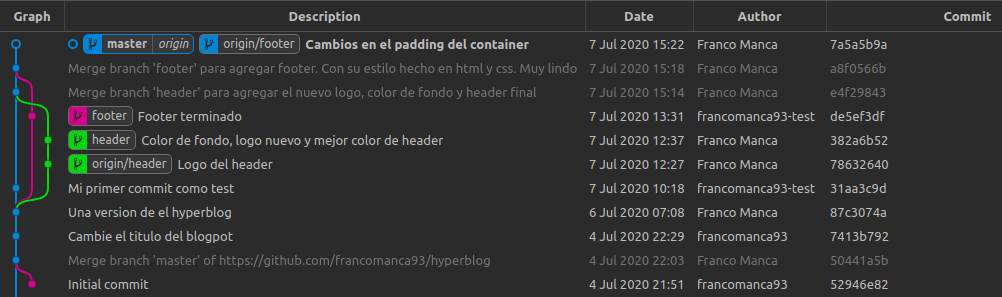 Graph Description Date Author Commit
master origin origin/footer Cambios en el padding del container 7 Jul 2020 15:22 Franco Manca 7a5a5b9a
Merge branch 'footer' para agregar footer. Con su estilo hecho en html y css. Muy lindo 7 Jul 2020 15:18 Franco Manca a8f0566b
Merge branch 'header' para agregar el nuevo logo, color de fondo y header final 7 Jul 2020 15:14 Franco Manca e4f29843
footer Footer terminado 7 Jul 2020 13:31 francomanca93-test de5ef3df
header Color de fondo, logo nuevo y mejor color de header 7 Jul 2020 12:37 Franco Manca 382a6b52
origin/header Logo del header 7 Jul 2020 12:27 Franco Manca 78632640
Mi primer commit como test 7 Jul 2020 10:18 francomanca93-test 31aa3c9d
Una version de el hyperblog 6 Jul 2020 07:08 Franco Manca 87c3074a
Cambie el titulo del blogpot 4 Jul 2020 22:29 francomanca93 7413b792
Merge branch 'master' of https://github.com/francomanca93/hyperblog 4 Jul 2020 22:03 Franco Manca 50441a5b
Initial commit 4 Jul 2020 21:51 francomanca93 52946e82